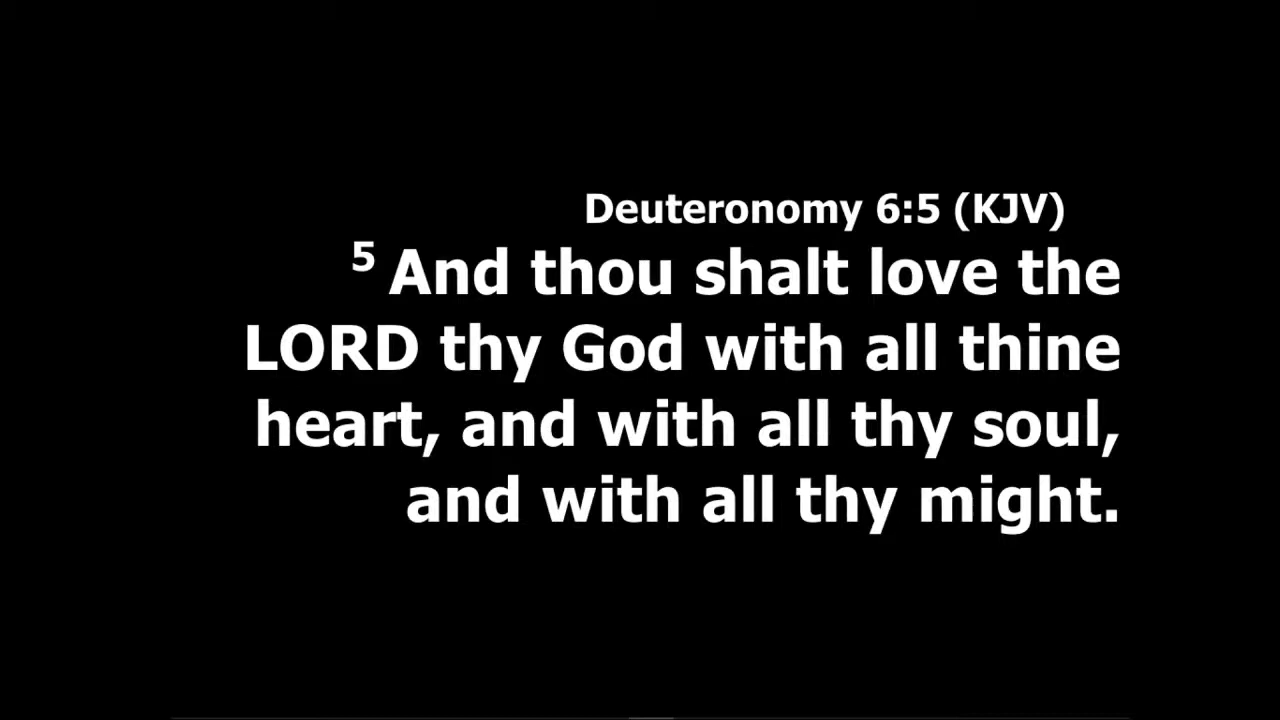 Deuteronomy 6:5 (KJV)
5 And thou shalt love the
LORD thy God with all thine
heart, and with all thy soul,
and with all thy might.